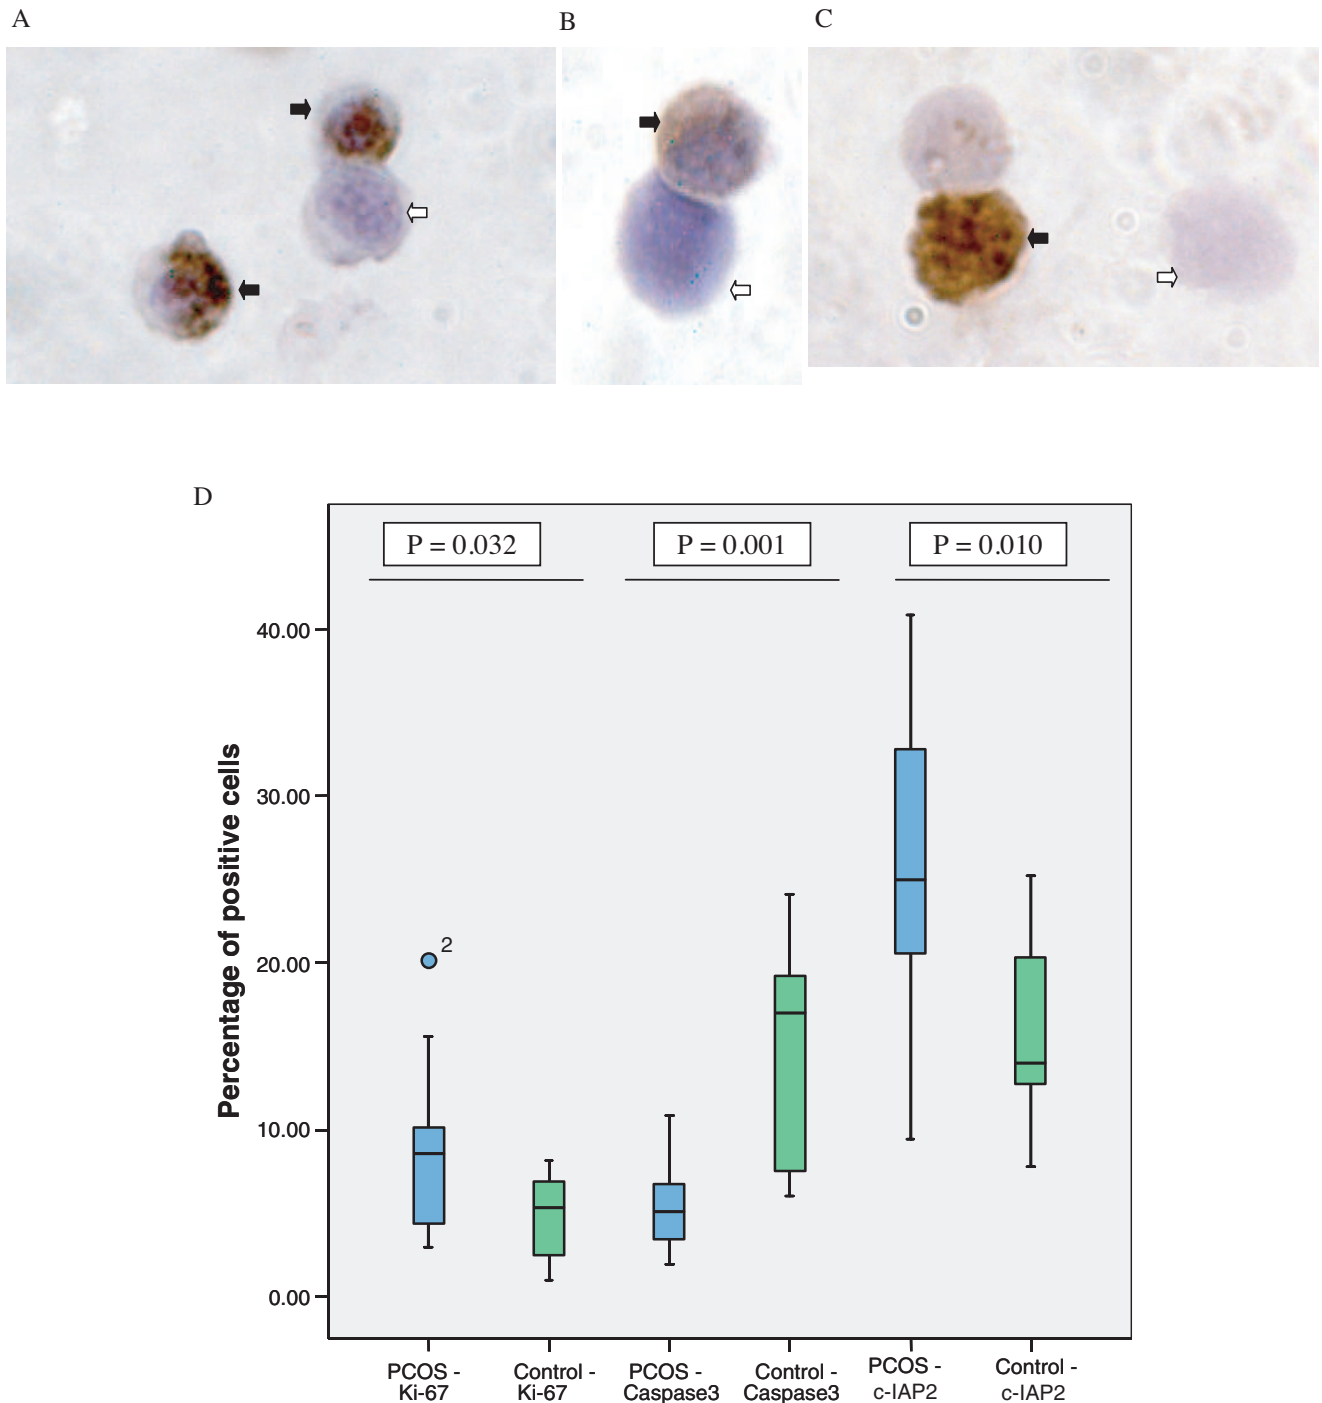 A
B
C
D
P = 0.032
P = 0.001
P = 0.010
Percentage of positive cells
40.00
30.00
20.00
10.00
0.00
2
PCOS -
Ki-67
Control -
Ki-67
PCOS -
Caspase3
Control -
Caspase3
PCOS -
c-IAP2
Control -
c-IAP2